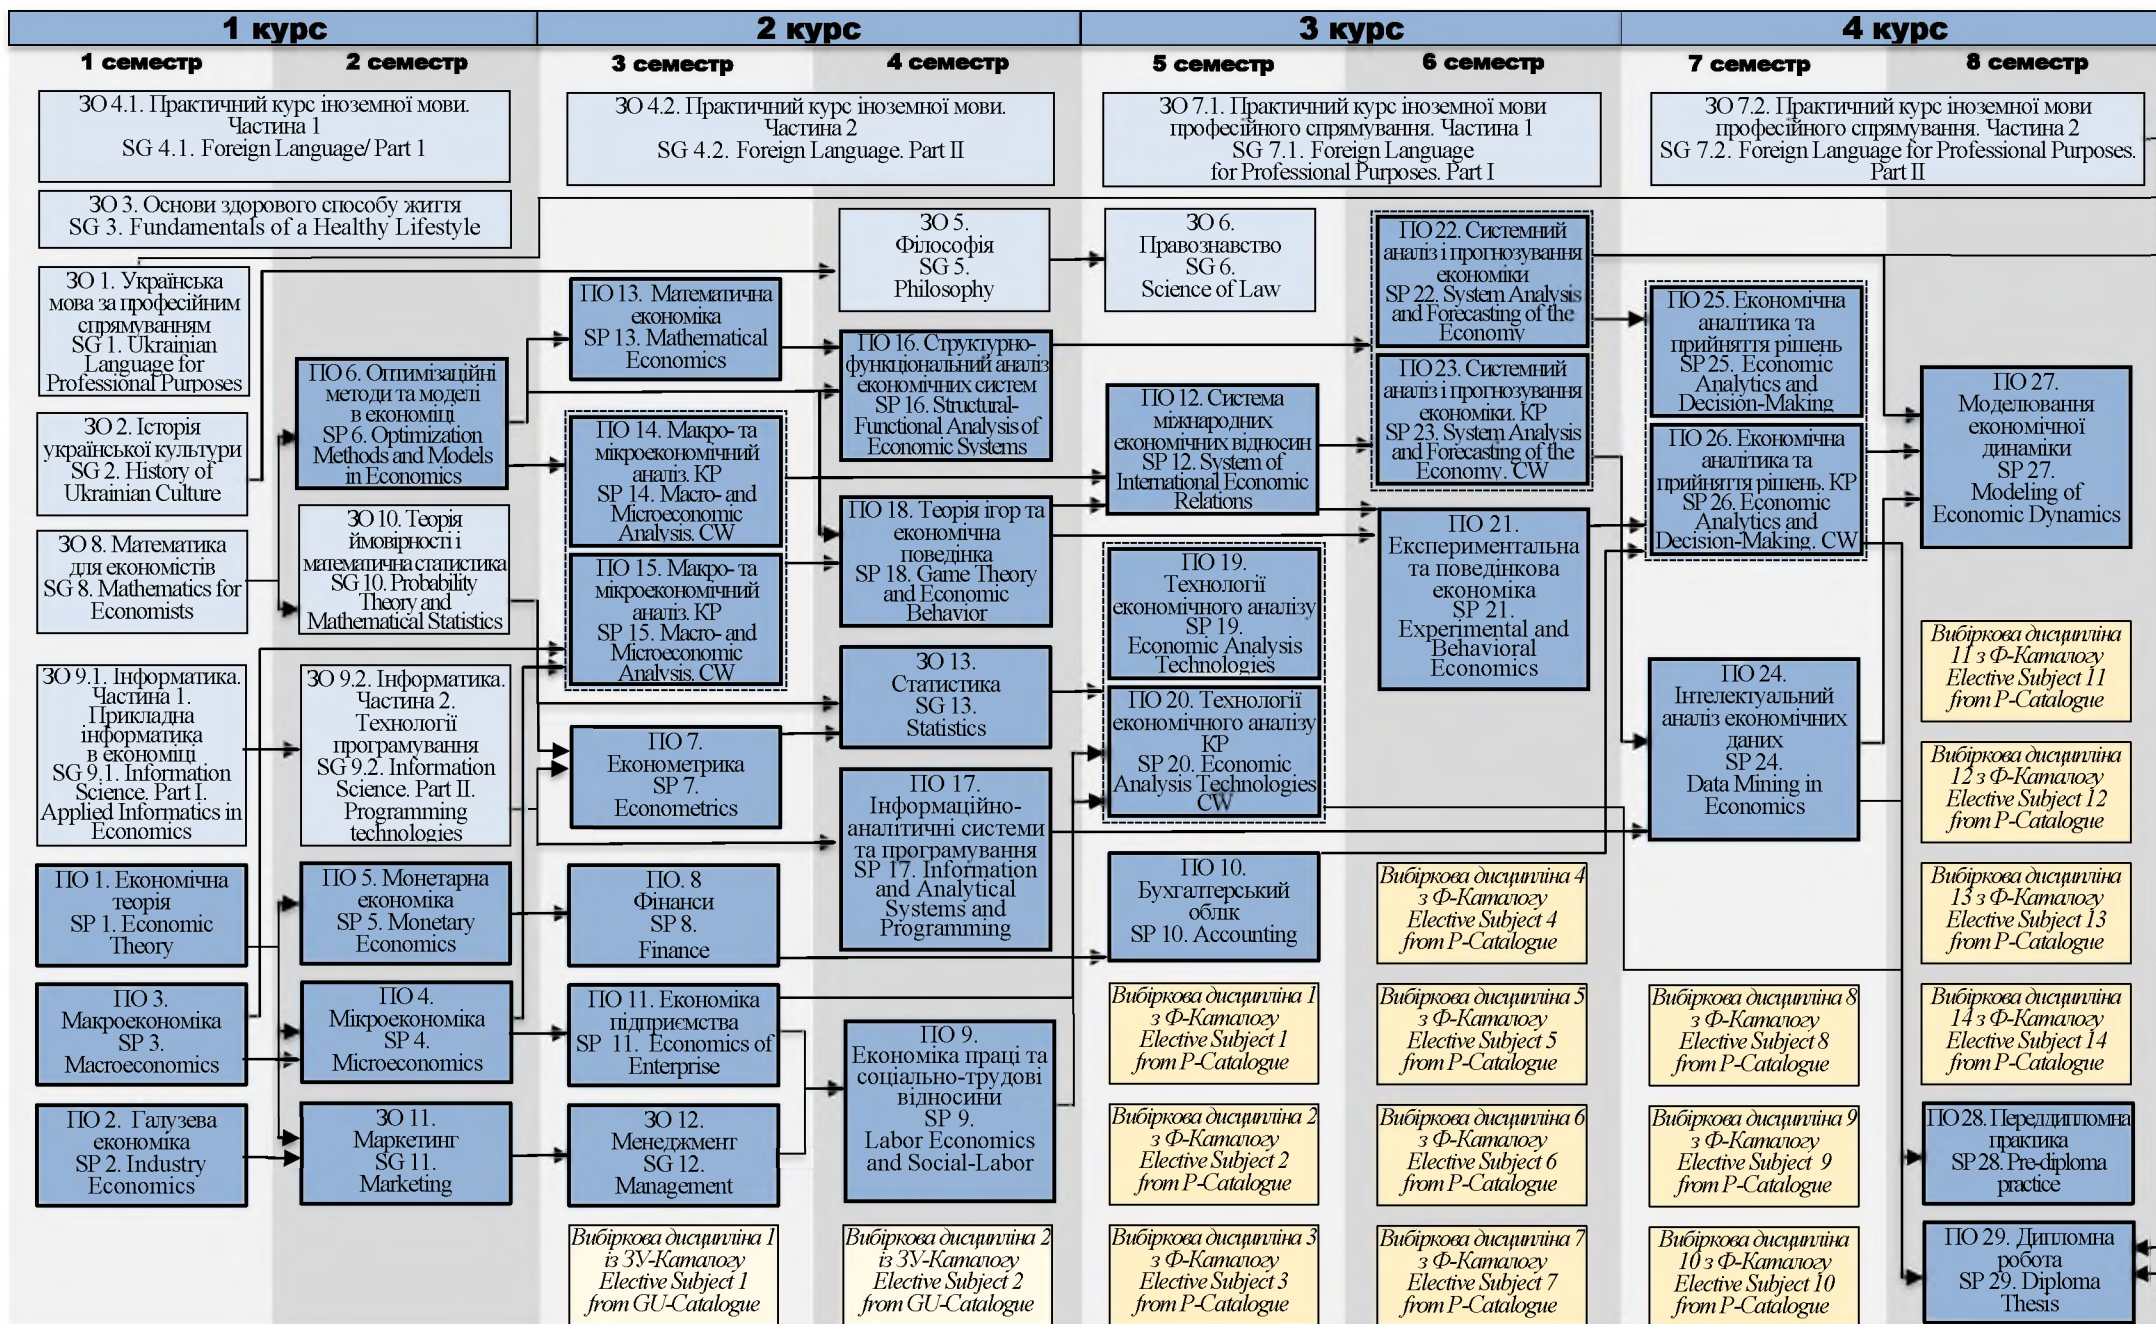 1 курс
2 курс
3 курс
4 курс
1 семестр
2 семестр
3 семестр
4 семестр
5 семестр
6 семестр
7 семестр
8 семестр
ЗО 4.1. Практичний курс іноземної мови.
Частина 1
SG 4.1. Foreign Language/ Part 1
ЗО 4.2. Практичний курс іноземної мови.
Частина 2
SG 4.2. Foreign Language. Part II
ЗО 7.1. Практичний курс іноземної мови
професійного спрямування. Частина 1
SG 7.1. Foreign Language
for Professional Purposes. Part I
ЗО 7.2. Практичний курс іноземної мови
професійного спрямування. Частина 2
SG 7.2. Foreign Language for Professional Purposes.
Part II
ЗО 3. Основи здорового способу життя
SG 3. Fundamentals of a Healthy Lifestyle
ЗО 1. Українська
мова за професійним
спрямуванням
SG 1. Ukrainian
Language for
Professional Purposes
ЗО 2. Історія
української культури
SG 2. History of
Ukrainian Culture
ЗО 8. Математика
для економістів
SG 8. Mathematics for
Economists
ЗО 9.1. Інформатика.
Частина 1.
Прикладна
інформатика
в економіці
SG 9.1. Information
Science. Part I.
Applied Informatics in
Economics
ПО 1. Економічна
теорія
SP 1. Economic
Theory
ПО 3.
Макроекономіка
SP 3.
Macroeconomics
ПО 2. Галузева
економіка
SP 2. Industry
Economics
ПО 6. Оптимізаційні
методи та моделі
в економіці
SP 6. Optimization
Methods and Models
in Economics
ЗО 10. Теорія
ймовірності і
математична статистика
SG 10. Probability
Theory and
Mathematical Statistics
ЗО 9.2. Інформатика.
Частина 2.
Технології
програмування
SG 9.2. Information
Science. Part II.
Programming
technologies
ПО 5. Монетарна
економіка
SP 5. Monetary
Economics
ПО 4.
Мікроекономіка
SP 4.
Microeconomics
ЗО 11.
Маркетинг
SG 11.
Marketing
ПО 13. Математична
економіка
SP 13. Mathematical
Economics
ПО 14. Макро- та
мікроекономічний
аналіз. КР
SP 14. Macro- and
Microeconomic
Analysis. CW
ПО 15. Макро- та
мікроекономічний
аналіз. КР
SP 15. Macro- and
Microeconomic
Analysis. CW
ПО 7.
Економетрика
SP 7.
Econometrics
ПО. 8
Фінанси
SP 8.
Finance
ПО 11. Економіка
підприємства
SP 11. Economics of
Enterprise
ЗО 12.
Менеджмент
SG 12.
Management
Вибіркова дисципліна 1
із ЗУ-Каталогу
Elective Subject 1
from GU-Catalogue
ЗО 5.
Філософія
SG 5.
Philosophy
ПО 16. Структурно-
функціональний аналіз
економічних систем
SP 16. Structural-
Functional Analysis of
Economic Systems
ПО 18. Теорія ігор та
економічна
поведінка
SP 18. Game Theory
and Economic
Behavior
ЗО 13.
Статистика
SG 13.
Statistics
ПО 17.
Інформаційно-
аналітичні системи
та програмування
SP 17. Information
and Analytical
Systems and
Programming
ПО 9.
Економіка праці та
соціально-трудові
відносини
SP 9.
Labor Economics
and Social-Labor
Вибіркова дисципліна 2
із ЗУ-Каталогу
Elective Subject 2
from GU-Catalogue
ЗО 6.
Правознавство
SG 6.
Science of Law
ПО 12. Система
міжнародних
економічних відносин
SP 12. System of
International Economic
Relations
ПО 19.
Технології
економічного аналізу
SP 19.
Economic Analysis
Technologies
ПО 20. Технології
економічного аналізу
КР
SP 20. Economic
Analysis Technologies
CW
ПО 10.
Бухгалтерський
облік
SP 10. Accounting
Вибіркова дисципліна 1
з Ф-Каталогу
Elective Subject 1
from P-Catalogue
Вибіркова дисципліна 2
з Ф-Каталогу
Elective Subject 2
from P-Catalogue
Вибіркова дисципліна 3
з Ф-Каталогу
Elective Subject 3
from P-Catalogue
ПО 22. Системний
аналіз і прогнозування
економіки
SP 22. System Analysis
and Forecasting of the
Economy
ПО 23. Системний
аналіз і прогнозування
економіки. КР
SP 23. System Analysis
and Forecasting of the
Economy. CW
ПО 21.
Експериментальна
та поведінкова
економіка
SP 21.
Experimental and
Behavioral
Economics
Вибіркова дисципліна 4
з Ф-Каталогу
Elective Subject 4
from P-Catalogue
Вибіркова дисципліна 5
з Ф-Каталогу
Elective Subject 5
from P-Catalogue
Вибіркова дисципліна 6
з Ф-Каталогу
Elective Subject 6
from P-Catalogue
Вибіркова дисципліна 7
з Ф-Каталогу
Elective Subject 7
from P-Catalogue
ПО 25. Економічна
аналітика та
прийняття рішень
SP 25. Economic
Analytics and
Decision-Making
ПО 26. Економічна
аналітика та
прийняття рішень. КР
SP 26. Economic
Analytics and
Decision-Making. CW
ПО 24.
Інтелектуальний
аналіз економічних
даних
SP 24.
Data Mining in
Economics
Вибіркова дисципліна 8
з Ф-Каталогу
Elective Subject 8
from P-Catalogue
Вибіркова дисципліна 9
з Ф-Каталогу
Elective Subject 9
from P-Catalogue
Вибіркова дисципліна
10 з Ф-Каталогу
Elective Subject 10
from P-Catalogue
ПО 27.
Моделювання
економічної
динаміки
SP 27.
Modeling of
Economic Dynamics
Вибіркова дисципліна
11 з Ф-Каталогу
Elective Subject 11
from P-Catalogue
Вибіркова дисципліна
12 з Ф-Каталогу
Elective Subject 12
from P-Catalogue
Вибіркова дисципліна
13 з Ф-Каталогу
Elective Subject 13
from P-Catalogue
Вибіркова дисципліна
14 з Ф-Каталогу
Elective Subject 14
from P-Catalogue
ПО 28. Переддипломна
практика
SP 28. Pre-diploma
practice
ПО 29. Дипломна
робота
SP 29. Diploma
Thesis